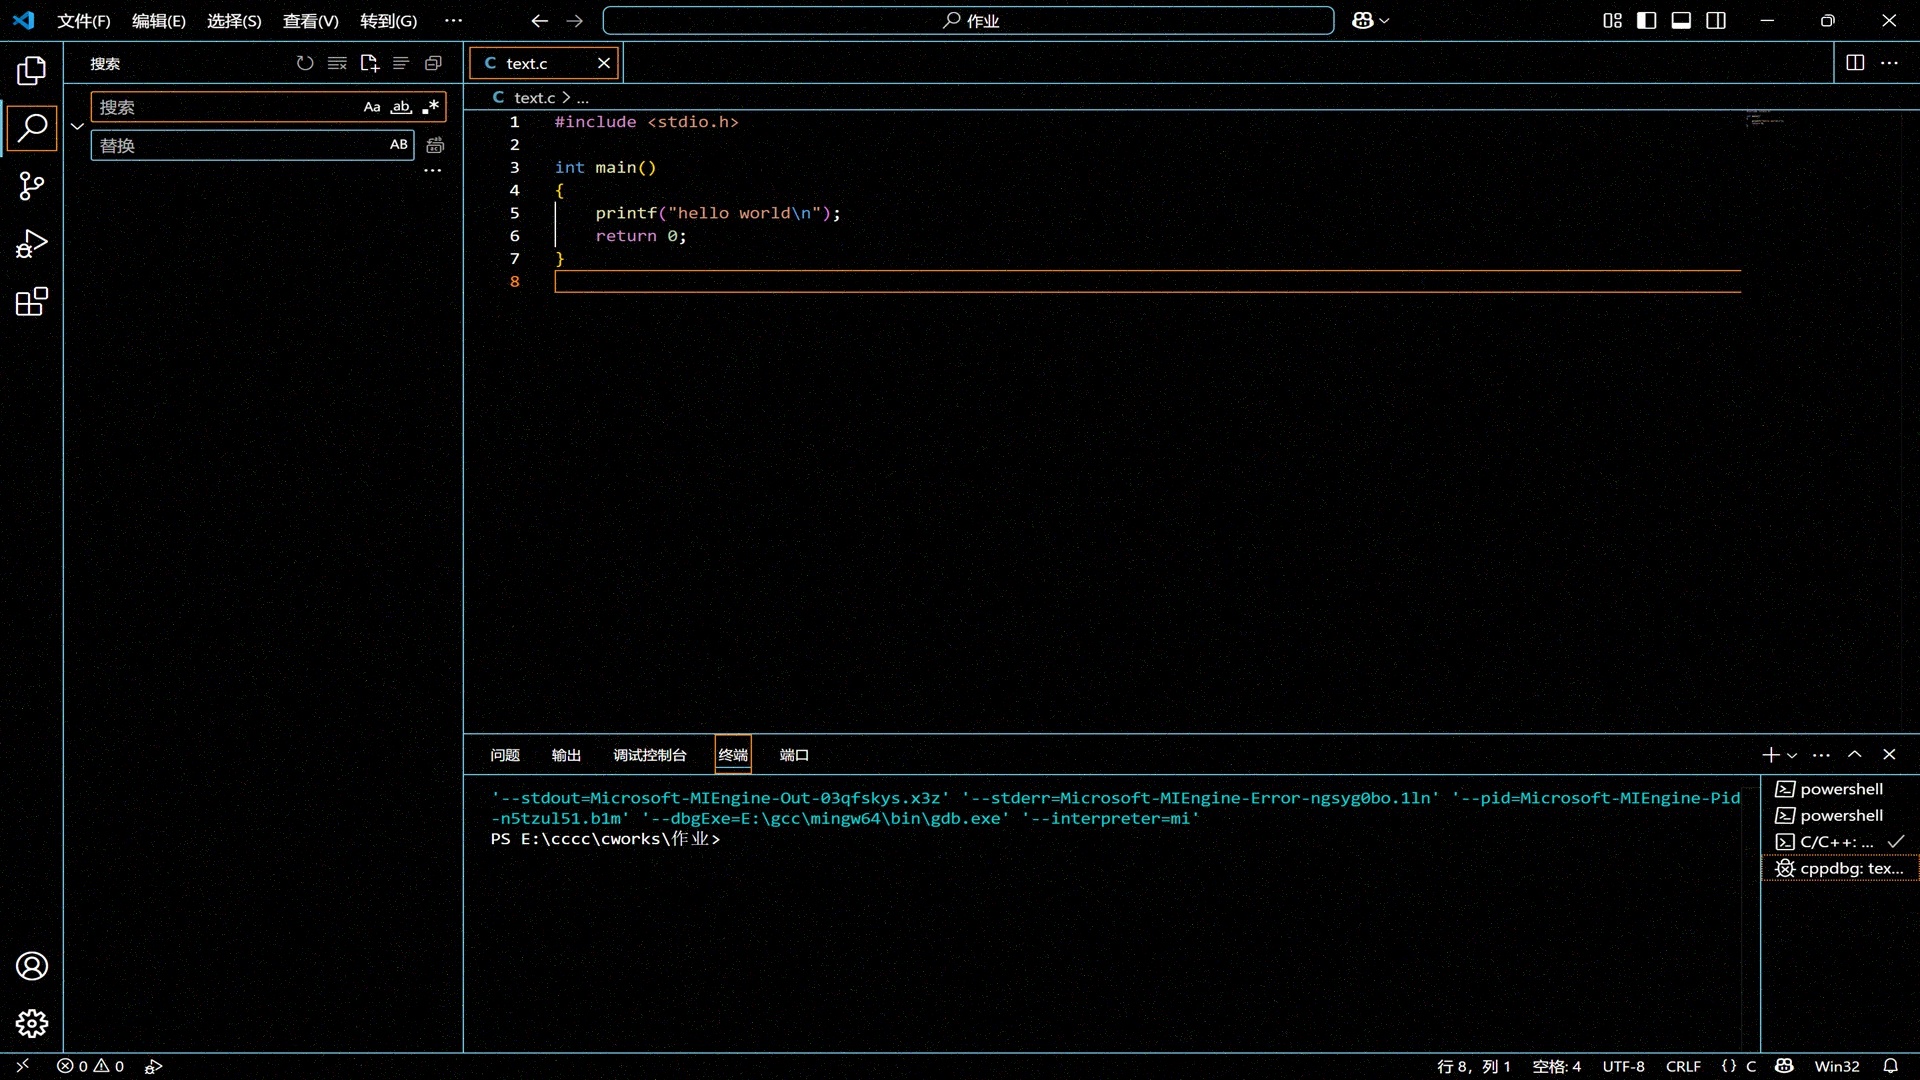 文件(F) 编辑(E) 选择(S) 查看(V) 转到(G) ··· 作业
搜索
搜索 Aa ab .*
替换 AB
···
text.c
text.c > ...
1 #include <stdio.h>
2
3 int main()
4 {
5 printf("hello world\n");
6 return 0;
7 }
8
问题 输出 调试控制台 终端 端口
'--stdout=Microsoft-MIEngine-Out-03qfskys.x3z' '--stderr=Microsoft-MIEngine-Error-ngsyg0bo.1ln' '--pid=Microsoft-MIEngine-Pid
-n5tzul51.b1m' '--dbgExe=E:\gcc\mingw64\bin\gdb.exe' '--interpreter=mi'
PS E:\cccc\cworks\作业>
powershell
powershell
C/C++: ...
cppdbg: tex...
0 0 行 8，列 1 空格: 4 UTF-8 CRLF {} C Win32